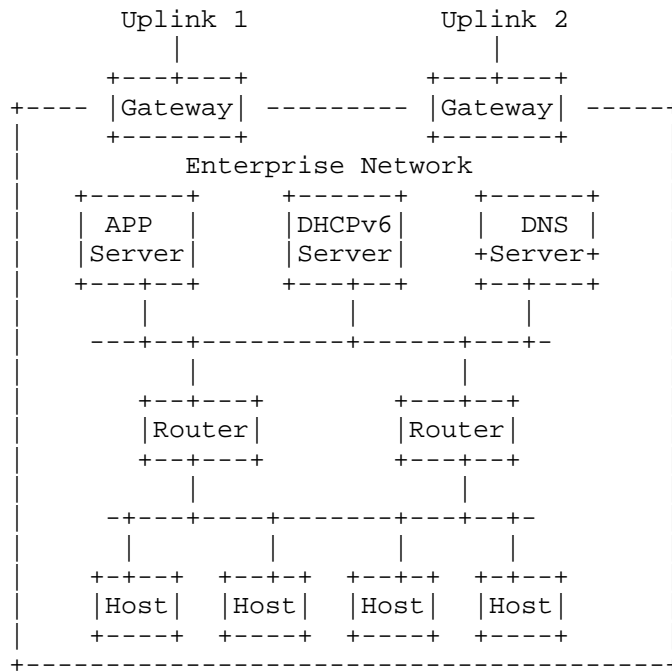 Uplink 1 Uplink 2
Gateway Gateway
Enterprise Network
APP DHCPv6 DNS
Server Server Server
Router Router
Host Host Host Host